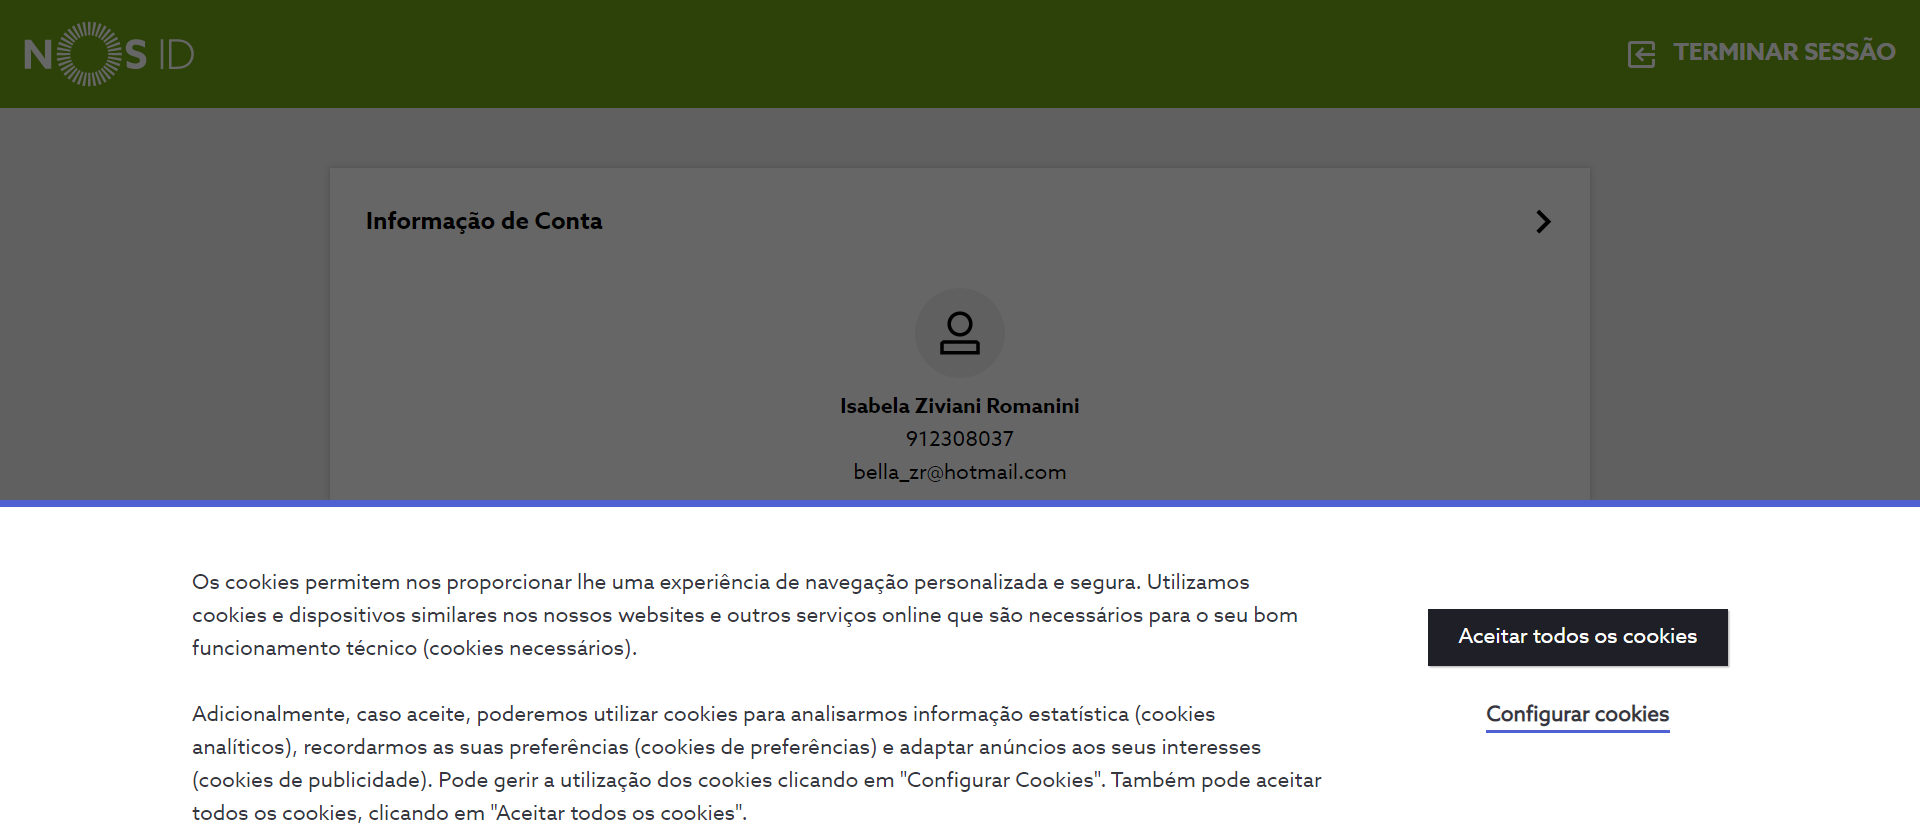 NOS ID
TERMINAR SESSÃO
Informação de Conta
Isabela Ziviani Romanini
912308037
bella_zr@hotmail.com
Os cookies permitem nos proporcionar lhe uma experiência de navegação personalizada e segura. Utilizamos
cookies e dispositivos similares nos nossos websites e outros serviços online que são necessários para o seu bom
funcionamento técnico (cookies necessários).
Aceitar todos os cookies
Configurar cookies
Adicionalmente, caso aceite, poderemos utilizar cookies para analisarmos informação estatística (cookies
analíticos), recordarmos as suas preferências (cookies de preferências) e adaptar anúncios aos seus interesses
(cookies de publicidade). Pode gerir a utilização dos cookies clicando em "Configurar Cookies". Também pode aceitar
todos os cookies, clicando em "Aceitar todos os cookies".